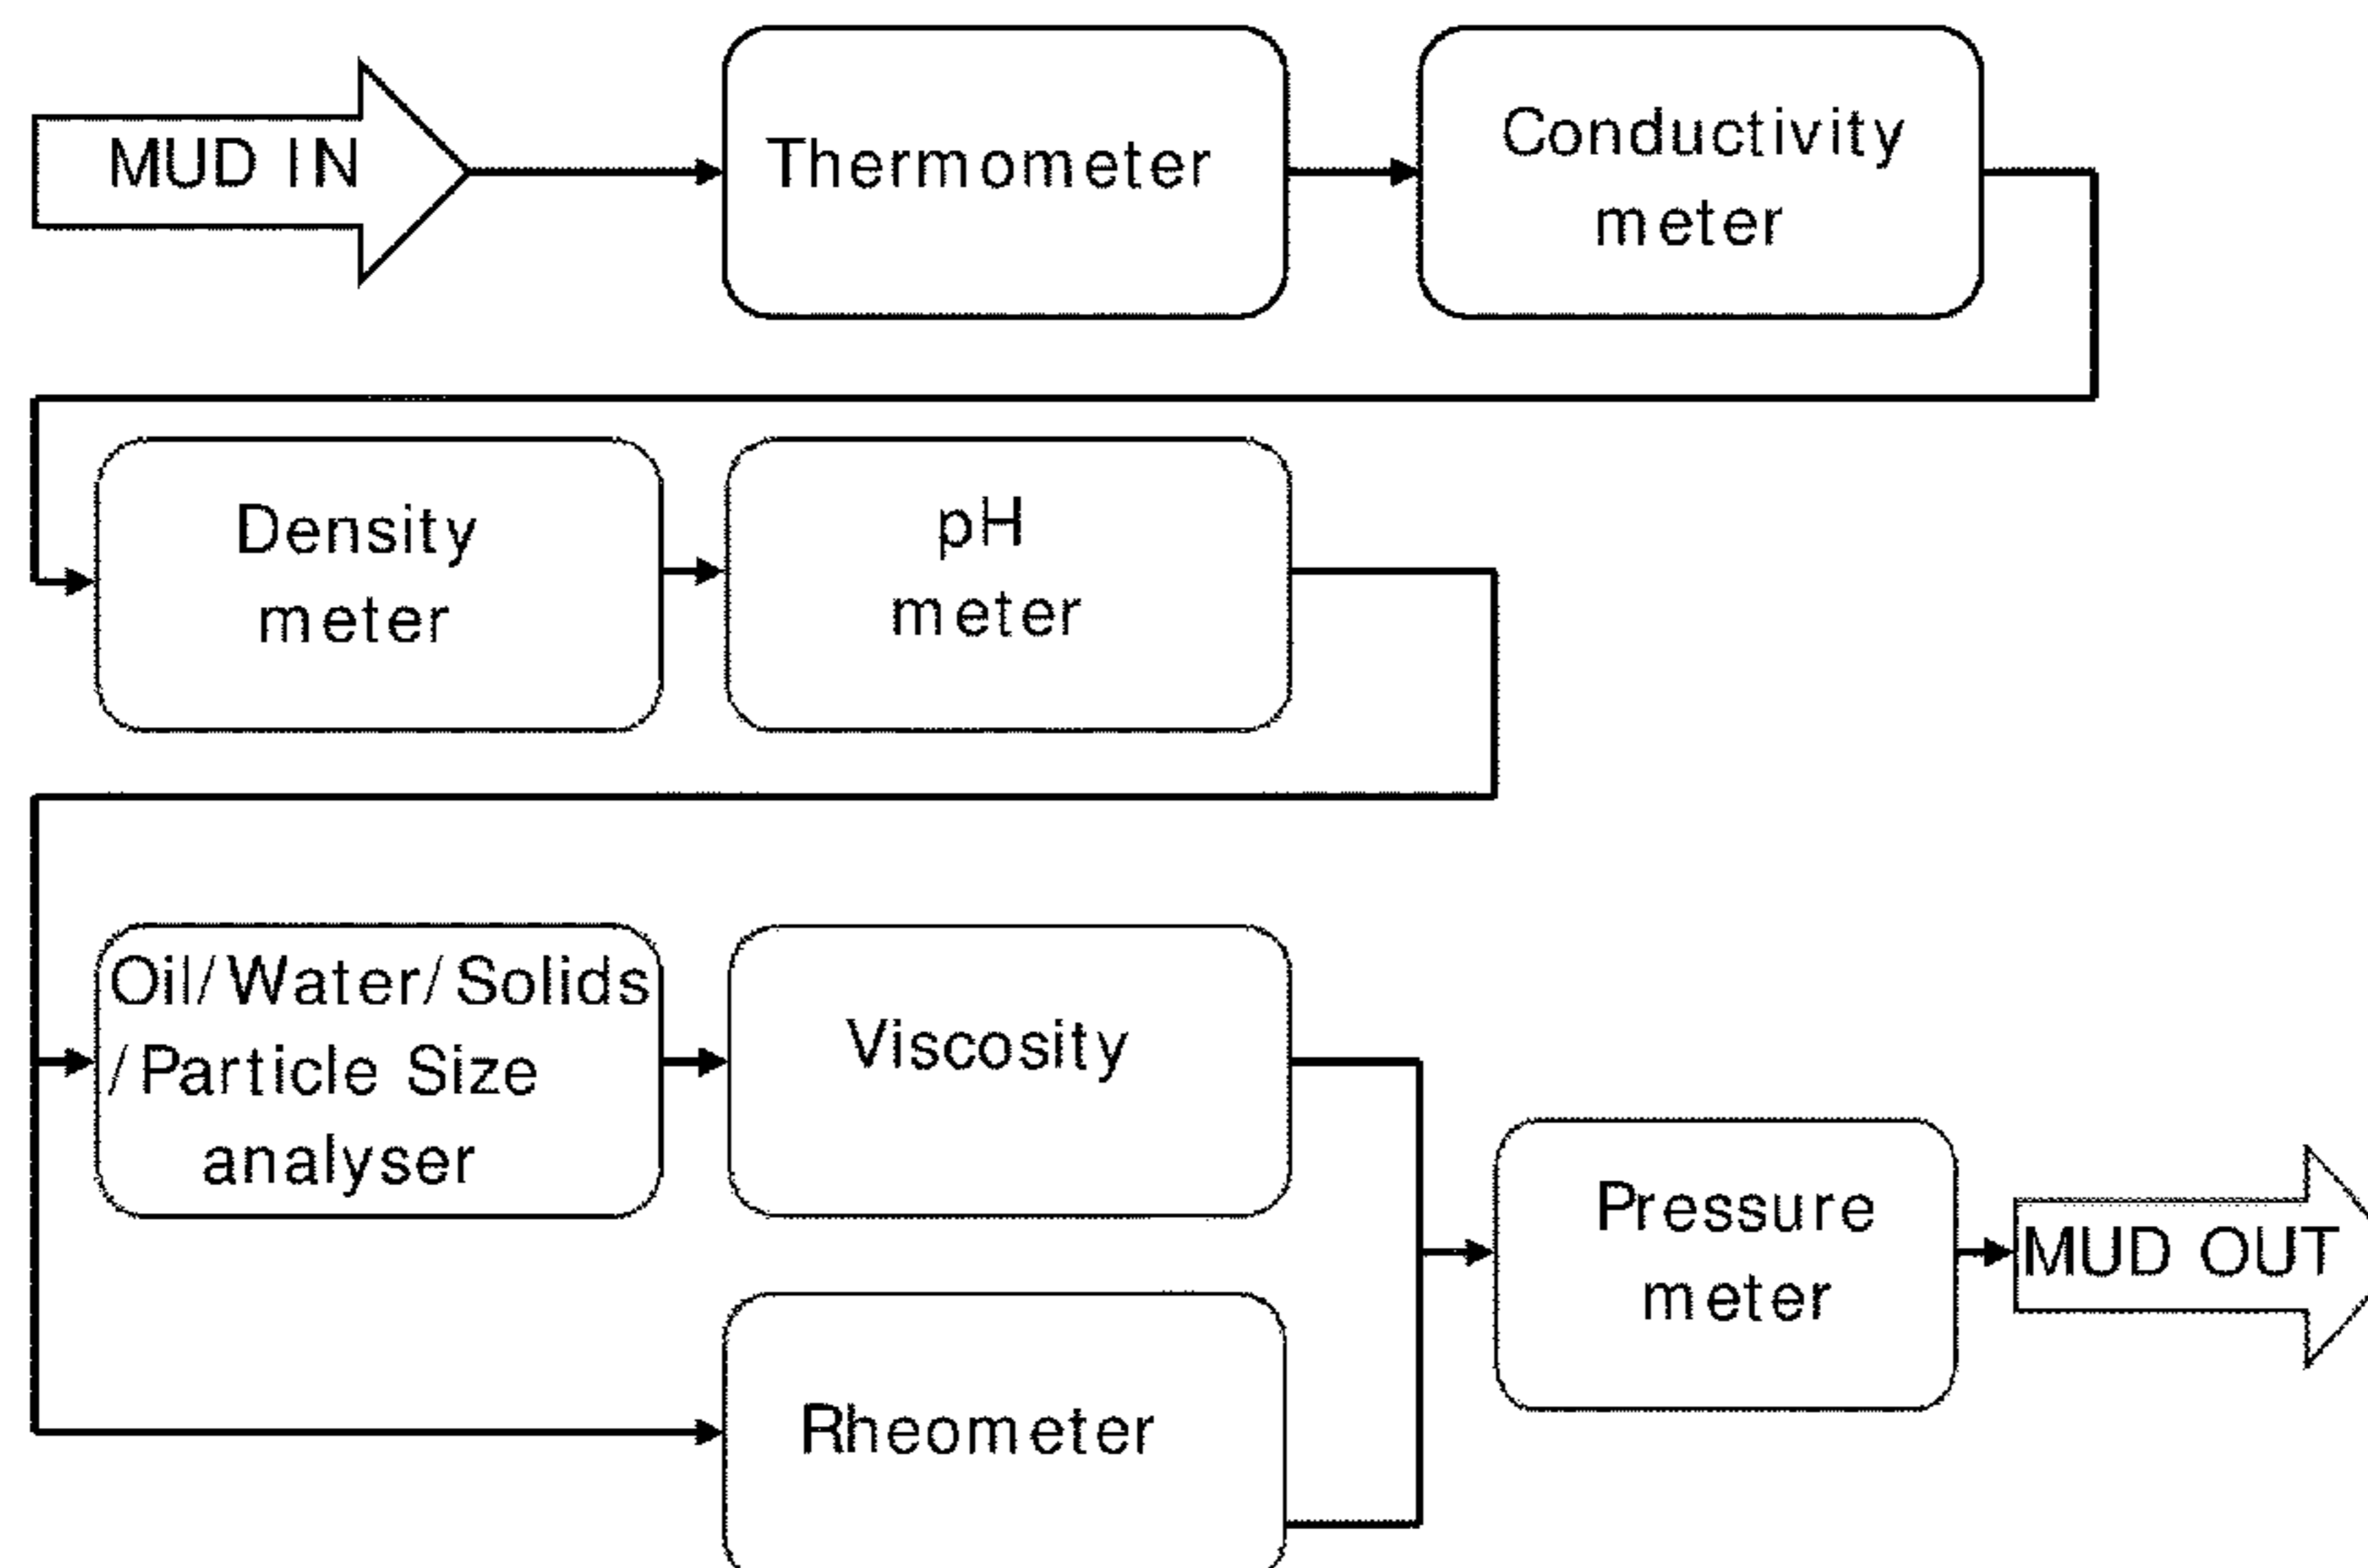 MUD IN
Thermometer
Conductivity
meter
Density
meter
pH
meter
Oil/Water/Solids
/Particle Size
analyser
Viscosity
Rheometer
Pressure
meter
MUD OUT